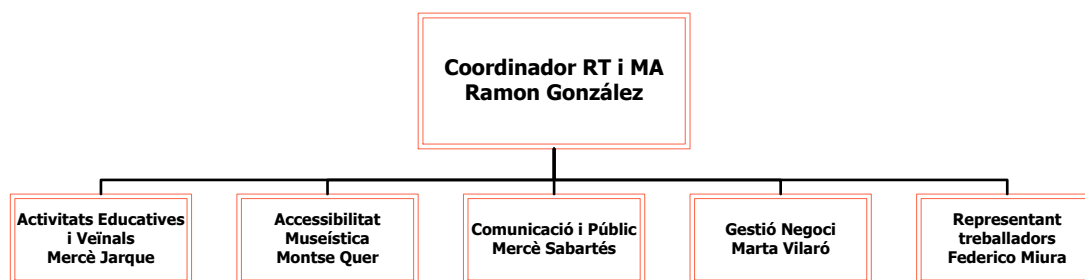 Coordinador RT i MA
Ramon González
Activitats Educatives
i Veïnals
Mercè Jarque
Accessibilitat
Museística
Montse Quer
Comunicació i Públic
Mercè Sabartés
Gestió Negoci
Marta Vilaró
Representant
treballadors
Federico Miura